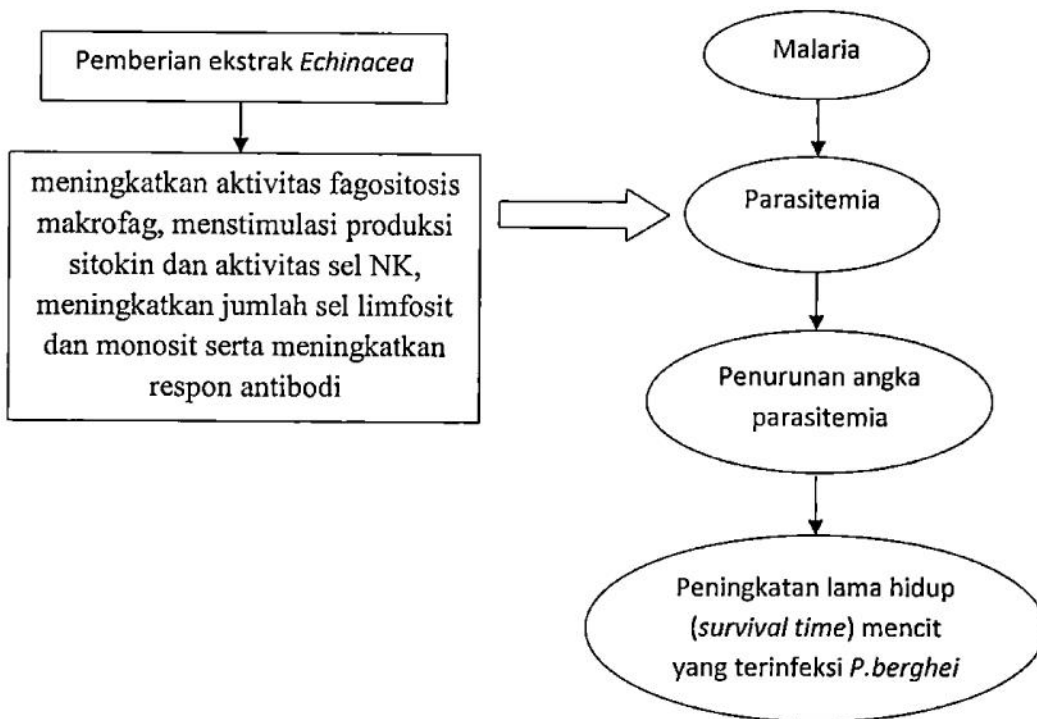 Pemberian ekstrak Echinacea
meningkatkan aktivitas fagositosis
makrofag, menstimulasi produksi
sitokin dan aktivitas sel NK,
meningkatkan jumlah sel limfosit
dan monosit serta meningkatkan
respon antibodi
Malaria
Parasitemia
Penurunan angka
parasitemia
Peningkatan lama hidup
(survival time) mencit
yang terinfeksi P.berghei